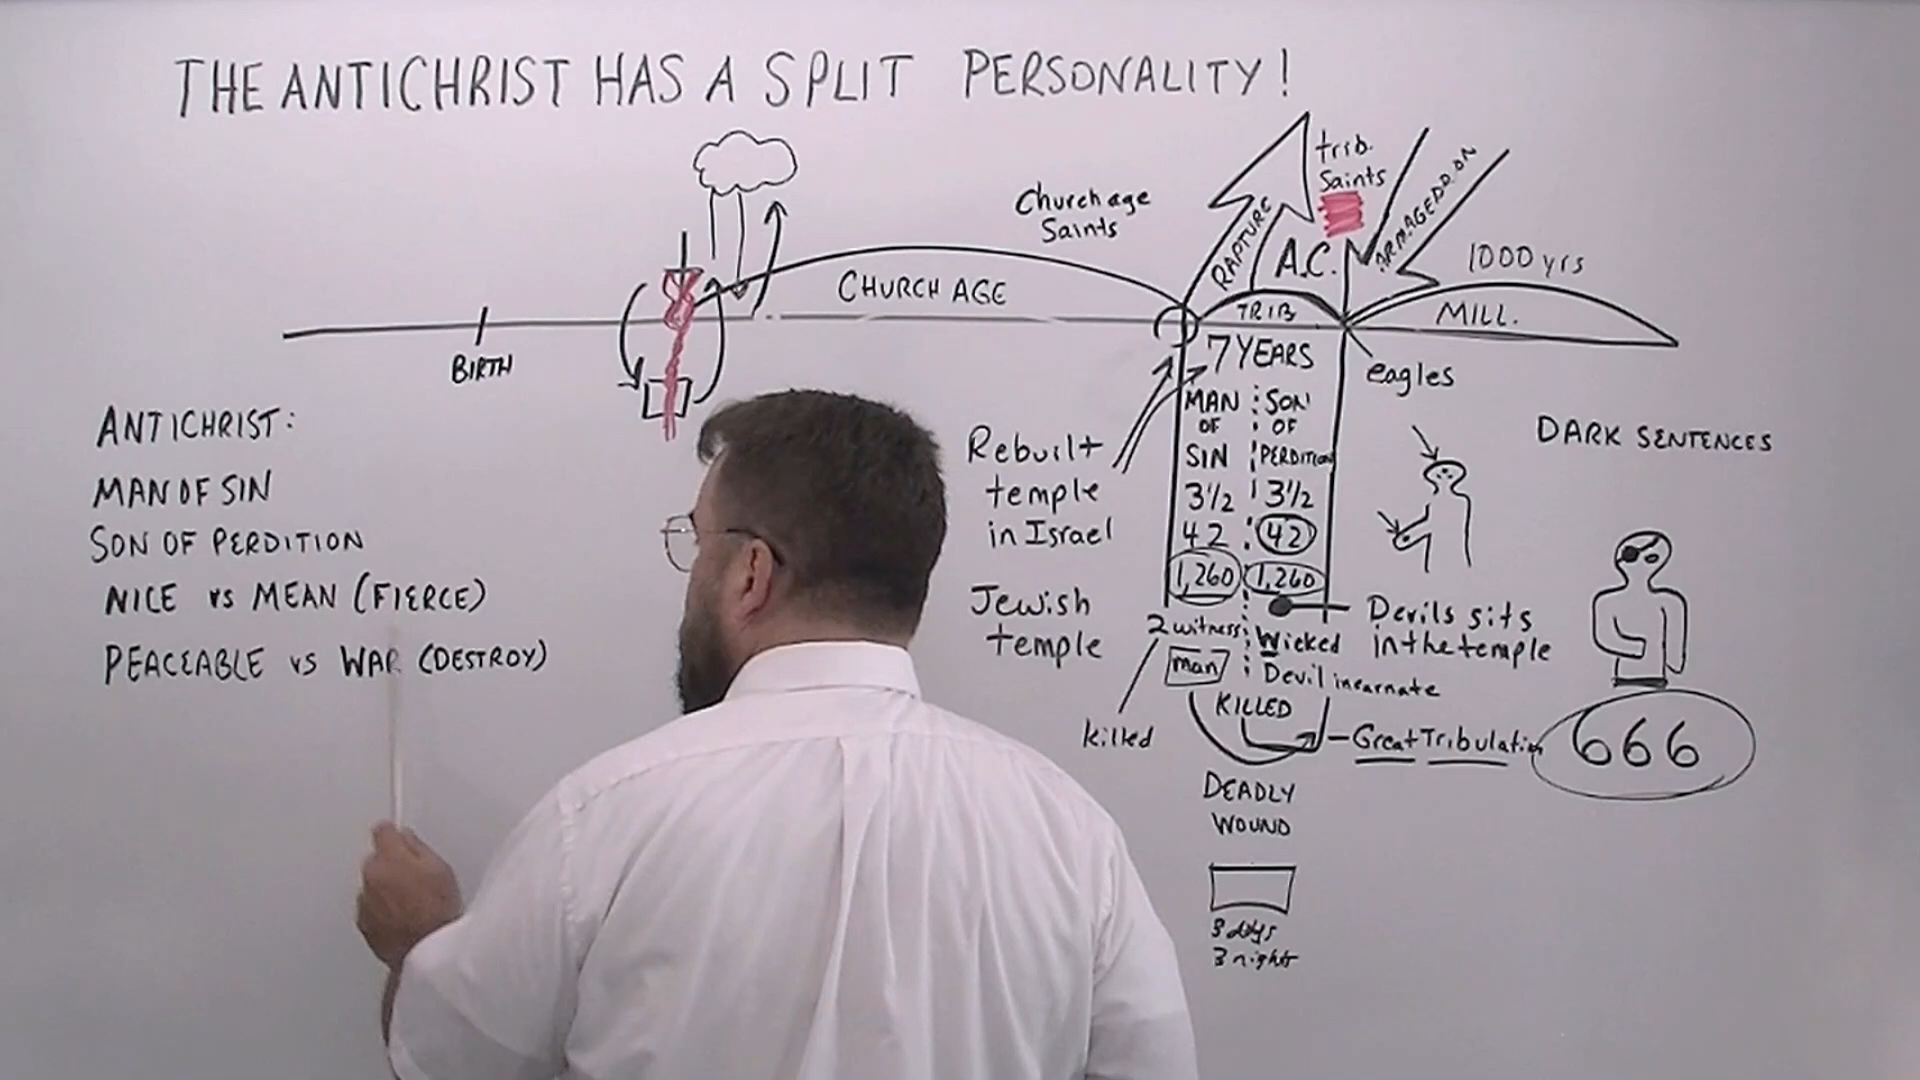 THE ANTICHRIST HAS A SPLIT PERSONALITY!
BIRTH
CHURCH AGE
Church age
Saints
RAPTURE
trib.
Saints
A.C.
ARMAGEDDON
1000 yrs
MILL.
TRIB
7 YEARS
eagles
ANTICHRIST:
MAN OF SIN
SON OF PERDITION
NICE vs MEAN (FIERCE)
PEACEABLE vs WAR (DESTROY)
Rebuilt
temple
in Israel
Jewish
temple
MAN
OF
SIN
3½
42
1,260
2 witness
man
killed
SON
OF
PERDITION
3½
42
1,260
Wicked
Devil incarnate
KILLED
DEADLY
WOUND
3 days
3 nights
DARK SENTENCES
Devils sits
in the temple
Great Tribulation
666